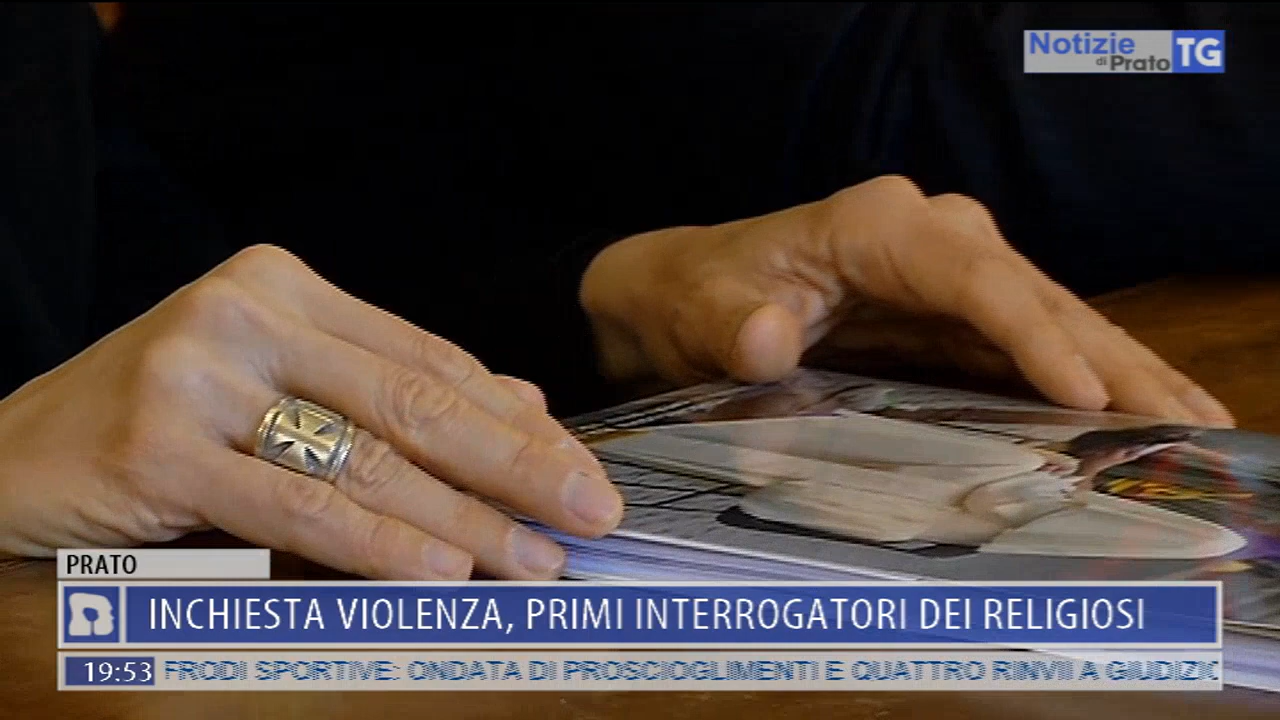 Notizie
di Prato TG
PRATO
INCHIESTA VIOLENZA, PRIMI INTERROGATORI DEI RELIGIOSI
19:53 FRODI SPORTIVE: ONDATA DI PROSCIOGLIMENTI E QUATTRO RINVII A GIUDIZIO